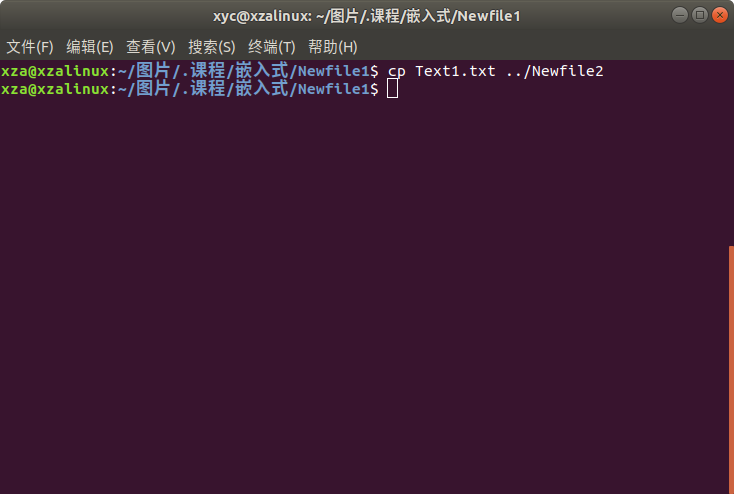 xyc@xzalinux: ~/图片/.课程/嵌入式/Newfile1
文件(F) 编辑(E) 查看(V) 搜索(S) 终端(T) 帮助(H)
xza@xzalinux:~/图片/.课程/嵌入式/Newfile1$ cp Text1.txt ../Newfile2
xza@xzalinux:~/图片/.课程/嵌入式/Newfile1$